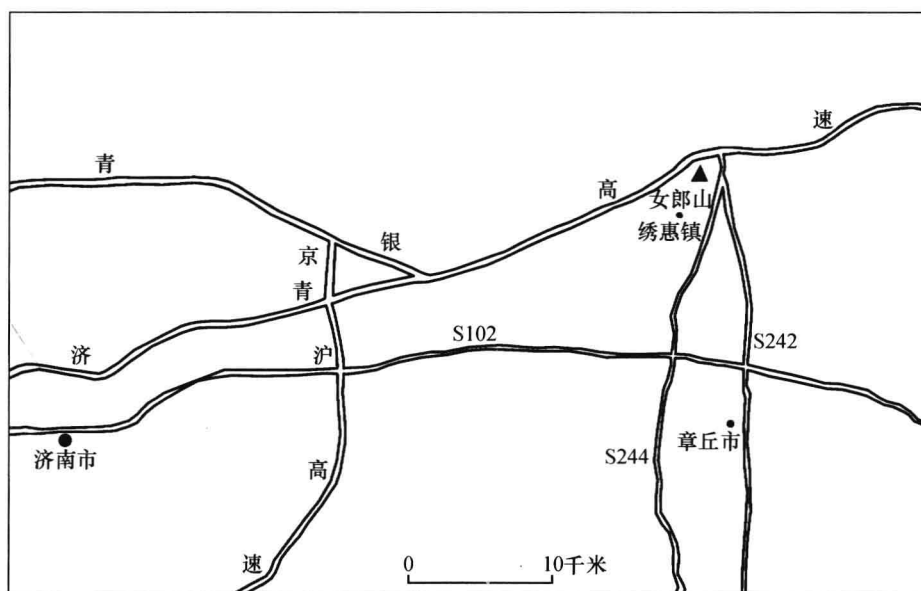 青
速
高
女郎山
绣惠镇
京
银
青
S102
S242
济
沪
济南市
章丘市
S244
高
速
0
10千米